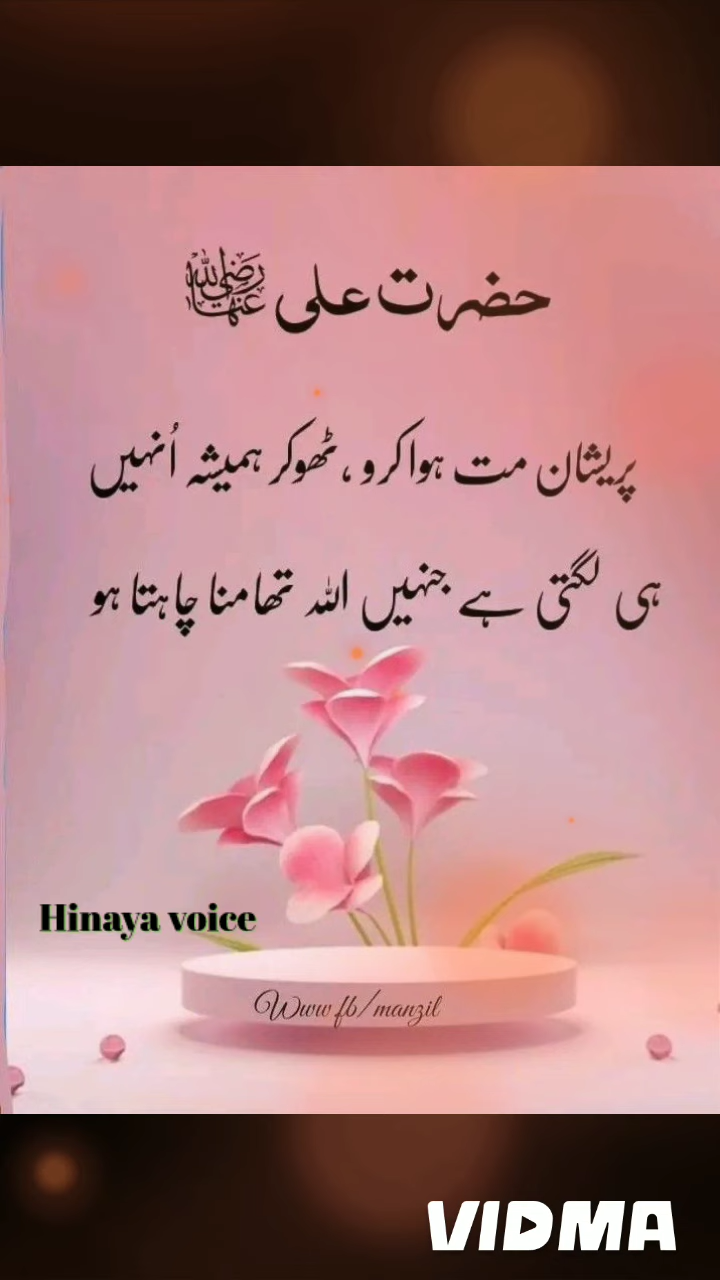 حضرت علی رضی اللہ عنہا
پریشان مت ہوا کرو ، ٹھوکر ہمیشہ اُنہیں
ہی لگتی ہے جنہیں اللہ تھامنا چاہتا ہو
Hinaya voice
Www fb/manzil
VIDMA